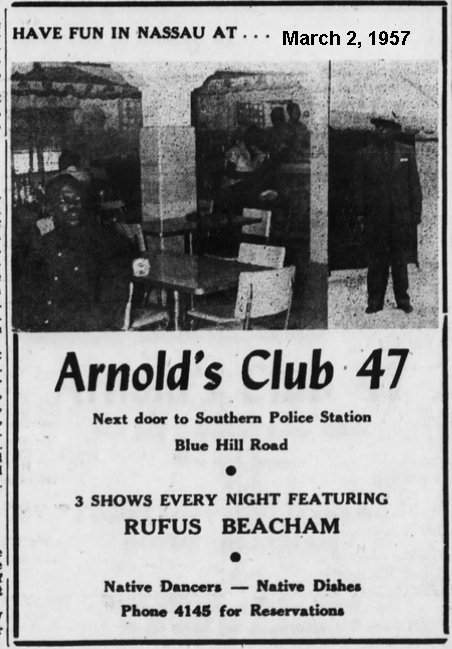 HAVE FUN IN NASSAU AT . . . March 2, 1957
Arnold's Club 47
Next door to Southern Police Station
Blue Hill Road
3 SHOWS EVERY NIGHT FEATURING
RUFUS BEACHAM
Native Dancers — Native Dishes
Phone 4145 for Reservations